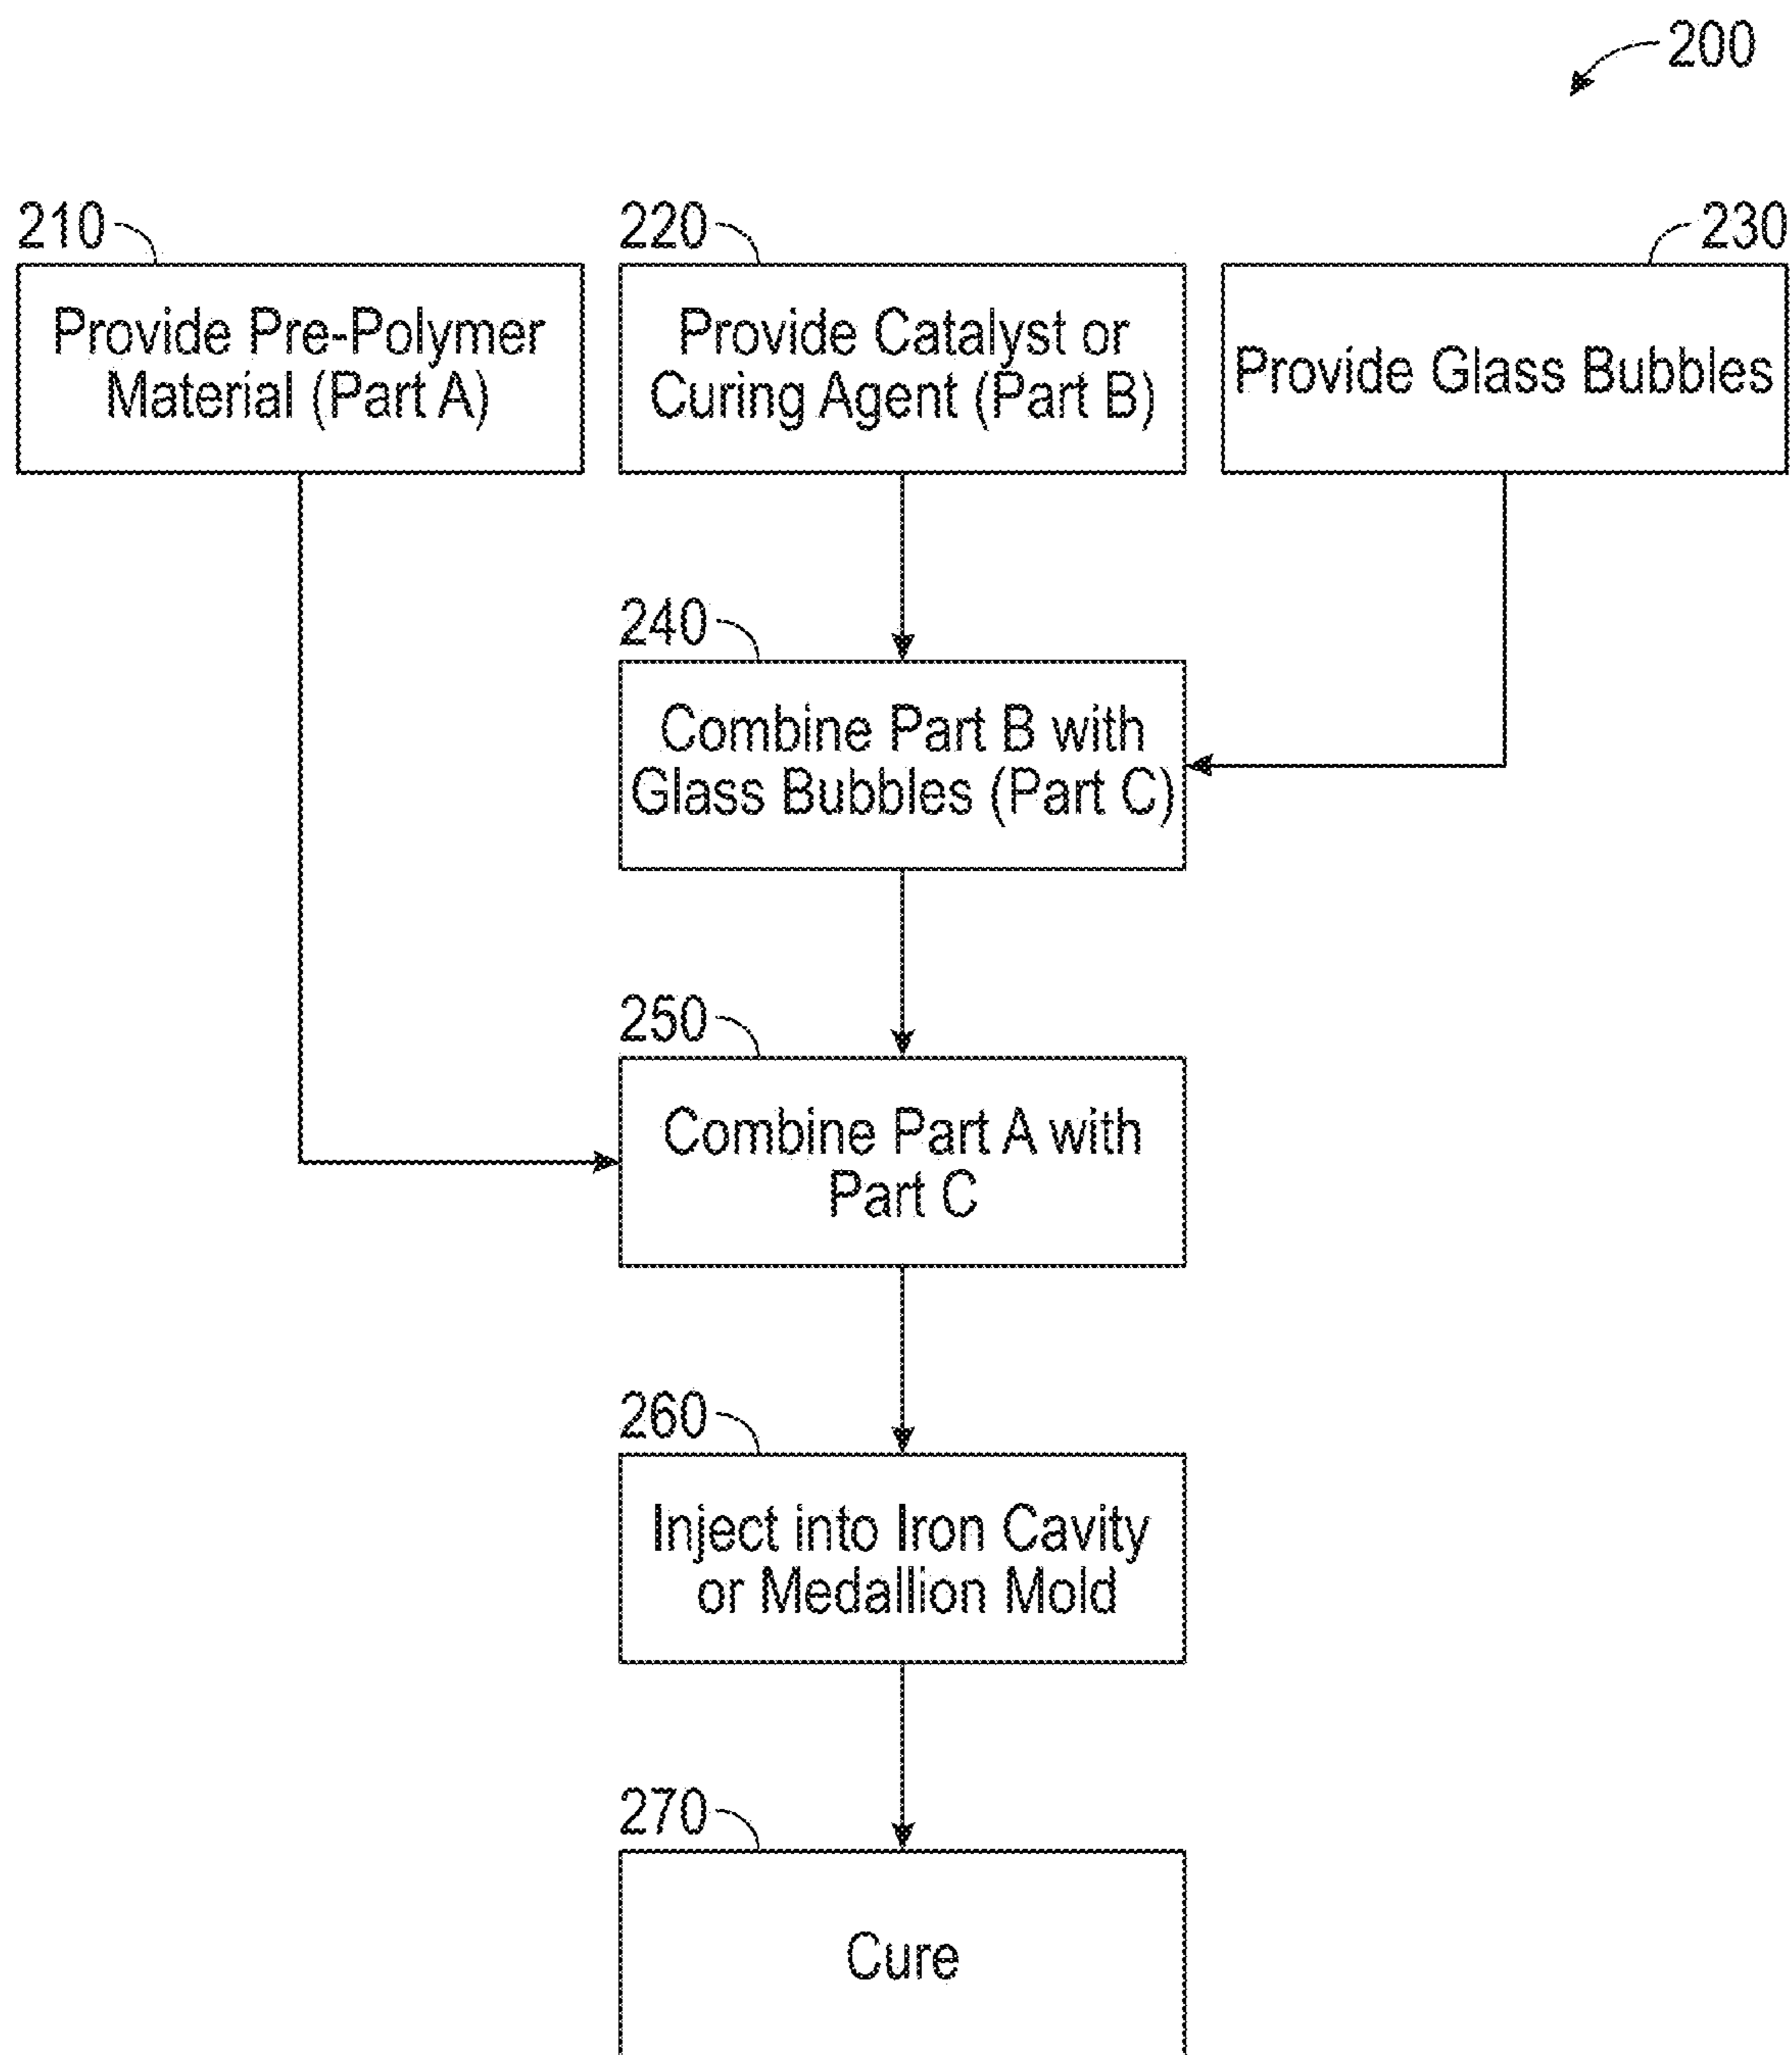 200
210
220
230
Provide Pre-Polymer
Material (Part A)
Provide Catalyst or
Curing Agent (Part B)
Provide Glass Bubbles
240
Combine Part B with
Glass Bubbles (Part C)
250
Combine Part A with
Part C
260
Inject into Iron Cavity
or Medallion Mold
270
Cure